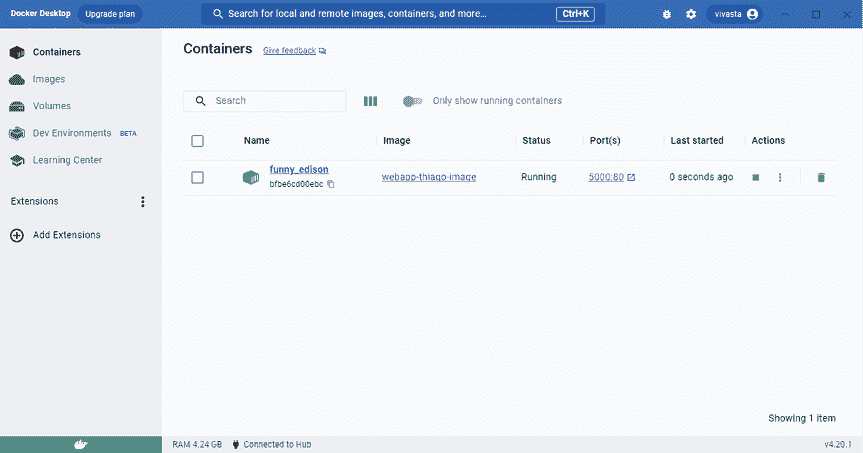 Docker Desktop Upgrade plan Search for local and remote images, containers, and more... Ctrl+K vivasta
Containers
Images
Volumes
Dev Environments BETA
Learning Center
Extensions
Add Extensions
Containers Give feedback
Search Only show running containers
Name Image Status Port(s) Last started Actions
funny_edison webapp-thiago-image Running 5000:80 0 seconds ago
bfbe6cd00ebc
Showing 1 item
RAM 4.24 GB Connected to Hub v4.20.1